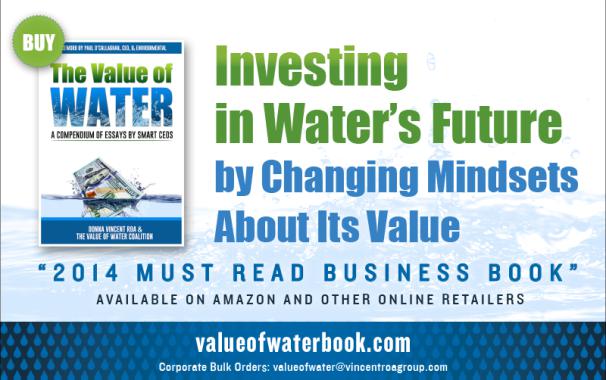 BUY
FOREWORD BY PAUL O'CALLAGHAN, CEO, O2 ENVIRONMENTAL
The Value of
WATER
A COMPENDIUM OF ESSAYS BY SMART CEOS
DONNA VINCENT ROA &
THE VALUE OF WATER COALITION
Investing
in Water's Future
by Changing Mindsets
About Its Value
"2014 MUST READ BUSINESS BOOK"
AVAILABLE ON AMAZON AND OTHER ONLINE RETAILERS
valueofwaterbook.com
Corporate Bulk Orders: valueofwater@vincentroagroup.com